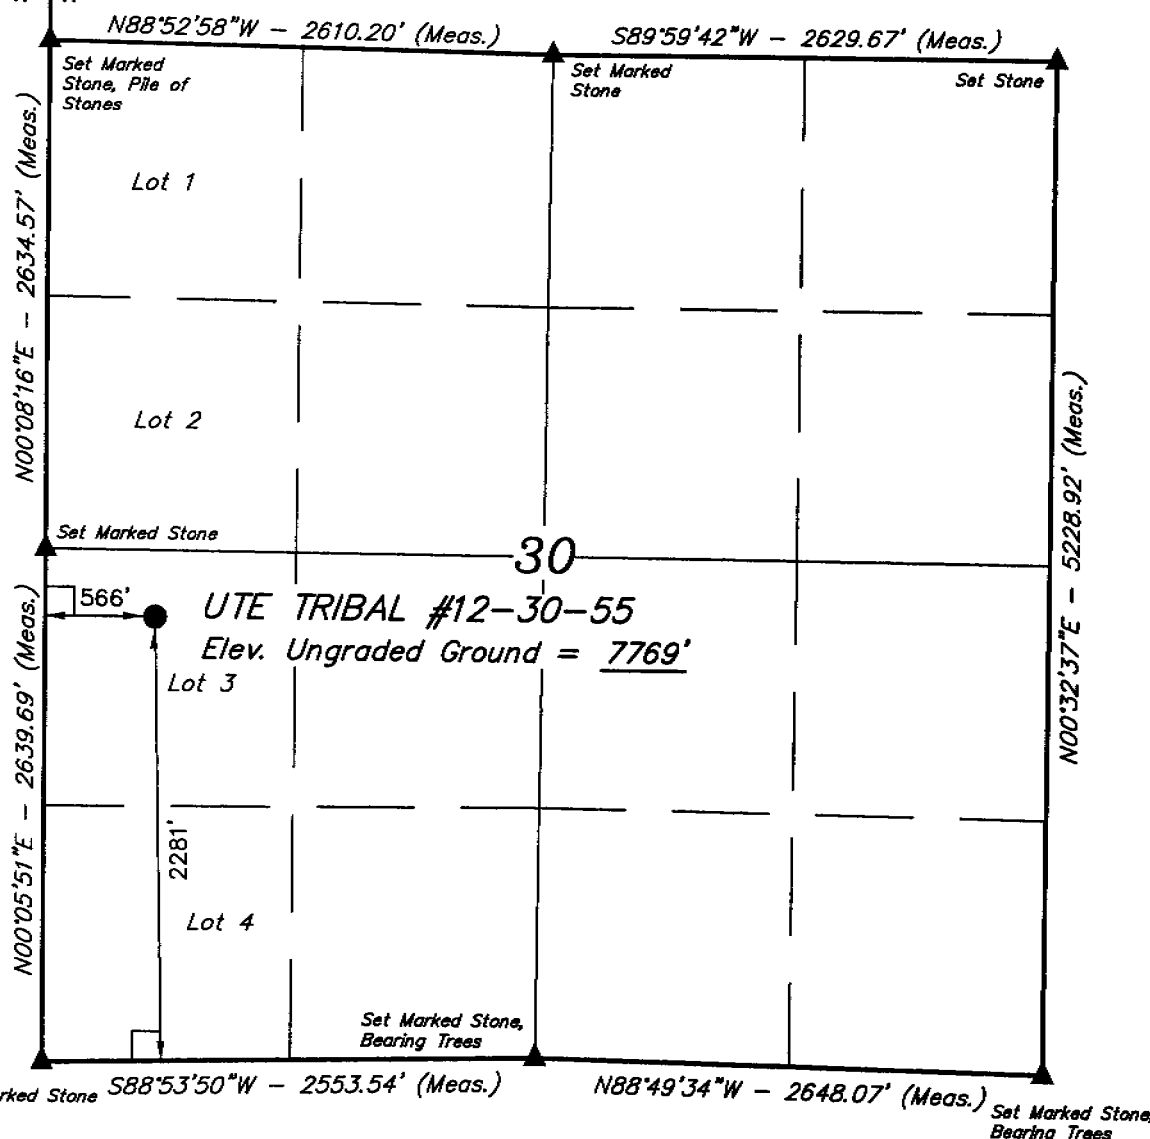 N88°52'58"W - 2610.20' (Meas.)
S89°59'42"W - 2629.67' (Meas.)
Set Marked
Stone, Pile of
Stones
Set Marked
Stone
Set Stone
N00°08'16"E - 2634.57' (Meas.)
Lot 1
Lot 2
N00°32'37"E - 5228.92' (Meas.)
Set Marked Stone
30
566'
UTE TRIBAL #12-30-55
Elev. Ungraded Ground = 7769'
Lot 3
N00°05'51"E - 2639.69' (Meas.)
2281'
Lot 4
Set Marked Stone,
Bearing Trees
Stone
S88°53'50"W - 2553.54' (Meas.)
N88°49'34"W - 2648.07' (Meas.)
Set Marked Stone,
Bearing Trees